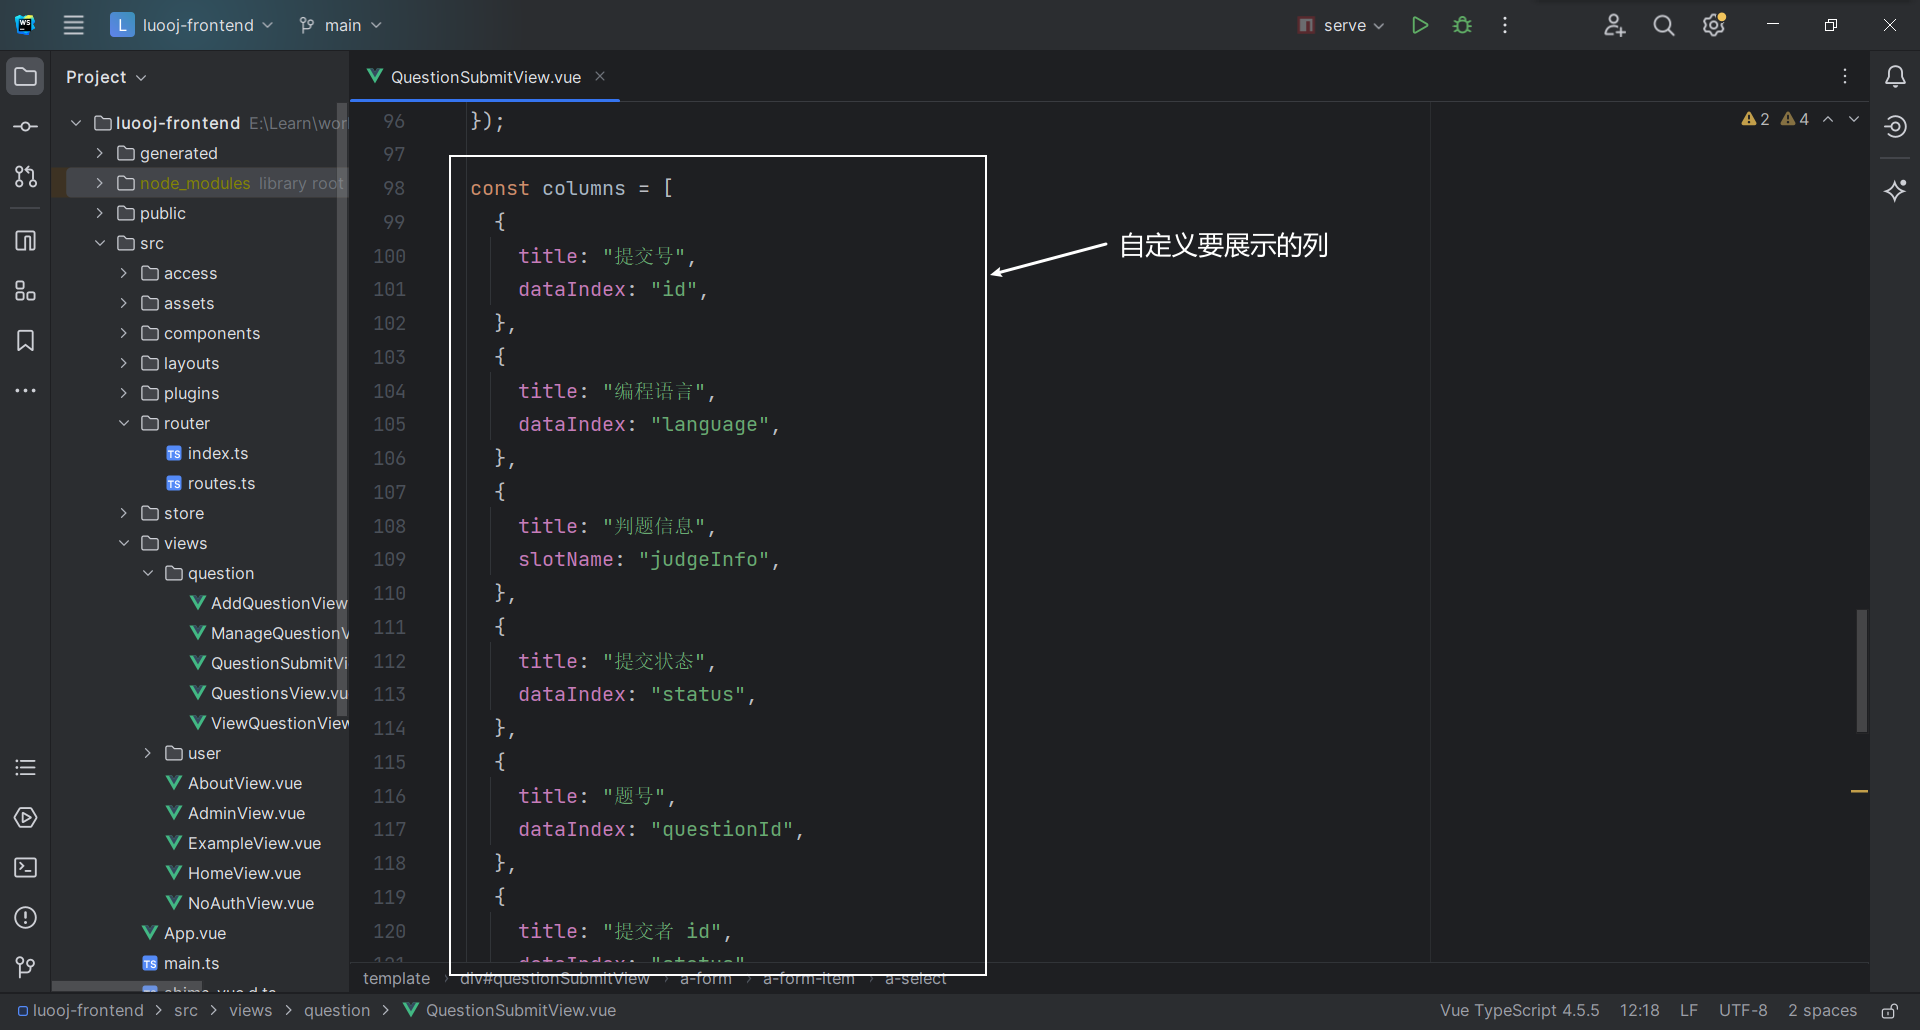 L luooj-frontend main serve
Project
QuestionSubmitView.vue
luooj-frontend E:\Learn\wor
generated
node_modules library root
public
src
access
assets
components
layouts
plugins
router
TS index.ts
TS routes.ts
store
views
question
AddQuestionView
ManageQuestionV
QuestionSubmitVi
QuestionsView.vu
ViewQuestionView
user
AboutView.vue
AdminView.vue
ExampleView.vue
HomeView.vue
NoAuthView.vue
App.vue
TS main.ts
2 4
96 });
97
98 const columns = [
99 {
100 title: "提交号",
101 dataIndex: "id",
102 },
103 {
104 title: "编程语言",
105 dataIndex: "language",
106 },
107 {
108 title: "判题信息",
109 slotName: "judgeInfo",
110 },
111 {
112 title: "提交状态",
113 dataIndex: "status",
114 },
115 {
116 title: "题号",
117 dataIndex: "questionId",
118 },
119 {
120 title: "提交者 id",
自定义要展示的列
template div#questionSubmitView a-form a-form-item a-select
luooj-frontend src views question QuestionSubmitView.vue
Vue TypeScript 4.5.5 12:18 LF UTF-8 2 spaces